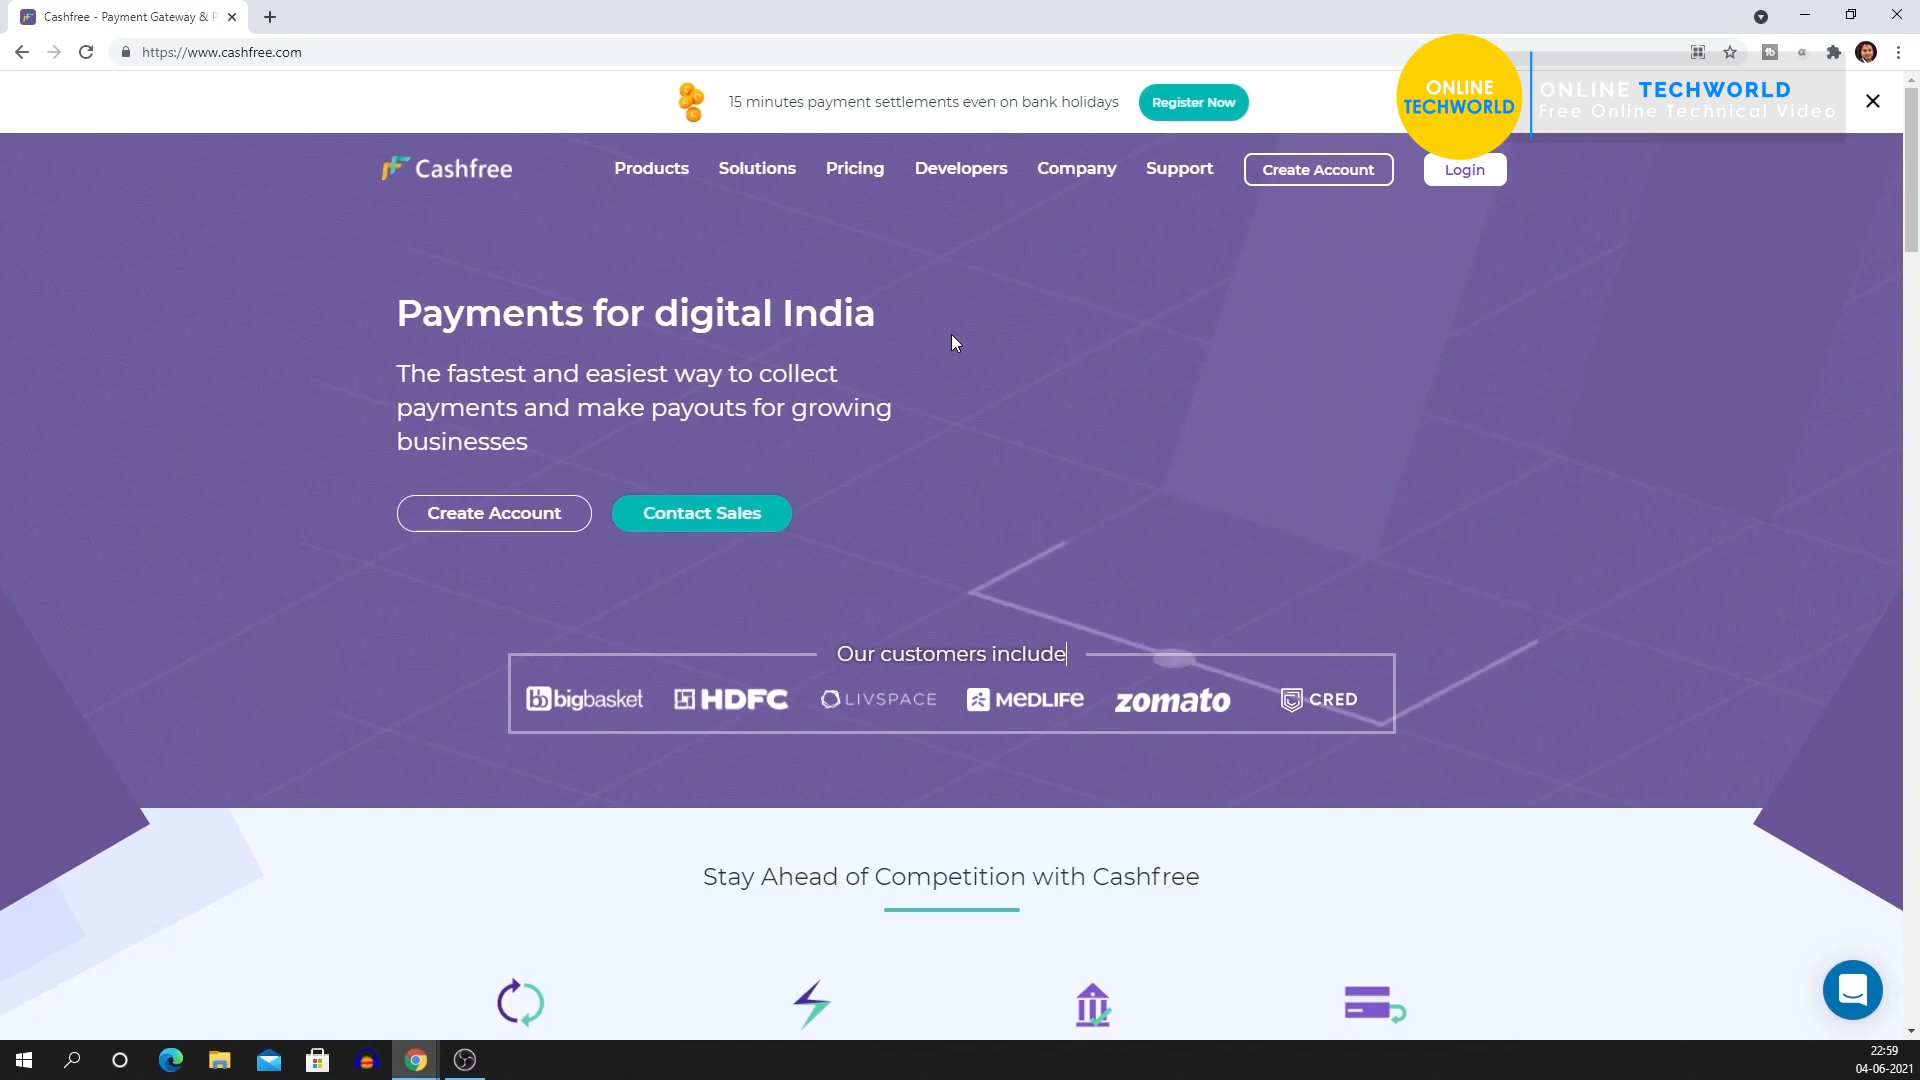 Cashfree - Payment Gateway & P
https://www.cashfree.com
15 minutes payment settlements even on bank holidays
Register Now
ONLINE
TECHWORLD
ONLINE TECHWORLD
Free Online Technical Video
Cashfree
Products
Solutions
Pricing
Developers
Company
Support
Create Account
Login
Payments for digital India
The fastest and easiest way to collect
payments and make payouts for growing
businesses
Create Account
Contact Sales
Our customers include
bb bigbasket
HDFC
LIVSPACE
MEDLIFE
zomato
CRED
Stay Ahead of Competition with Cashfree
22:59
04-06-2021